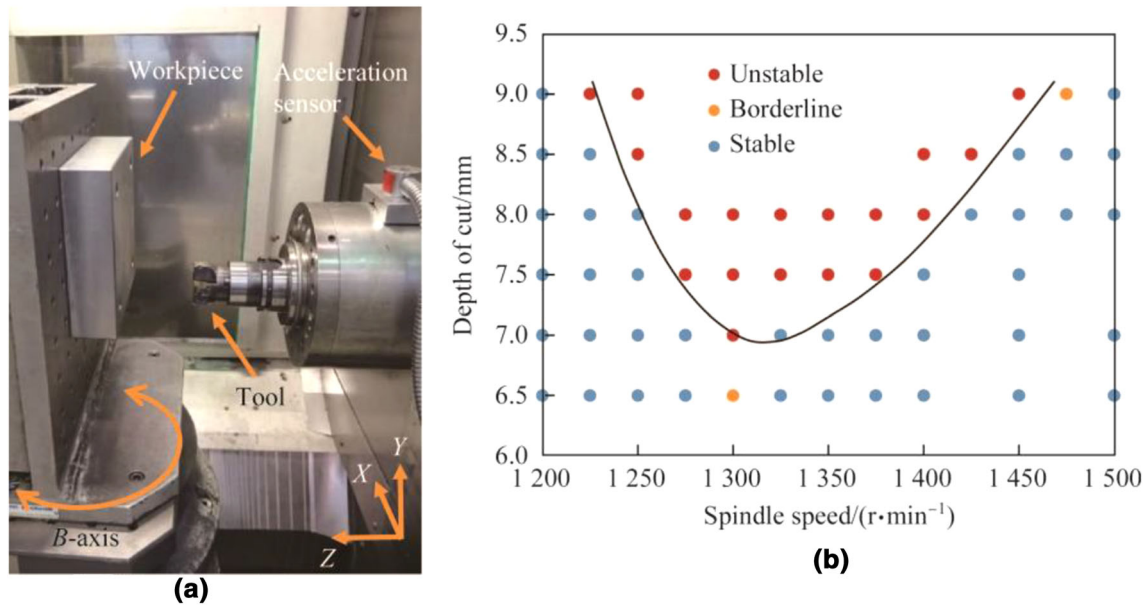 Workpiece
Acceleration
sensor
Tool
B-axis
X
Y
Z
(a)
9.5
9.0
8.5
8.0
7.5
7.0
6.5
6.0
Depth of cut/mm
Unstable
Borderline
Stable
1 200
1 250
1 300
1 350
1 400
1 450
1 500
Spindle speed/(r•min⁻¹)
(b)